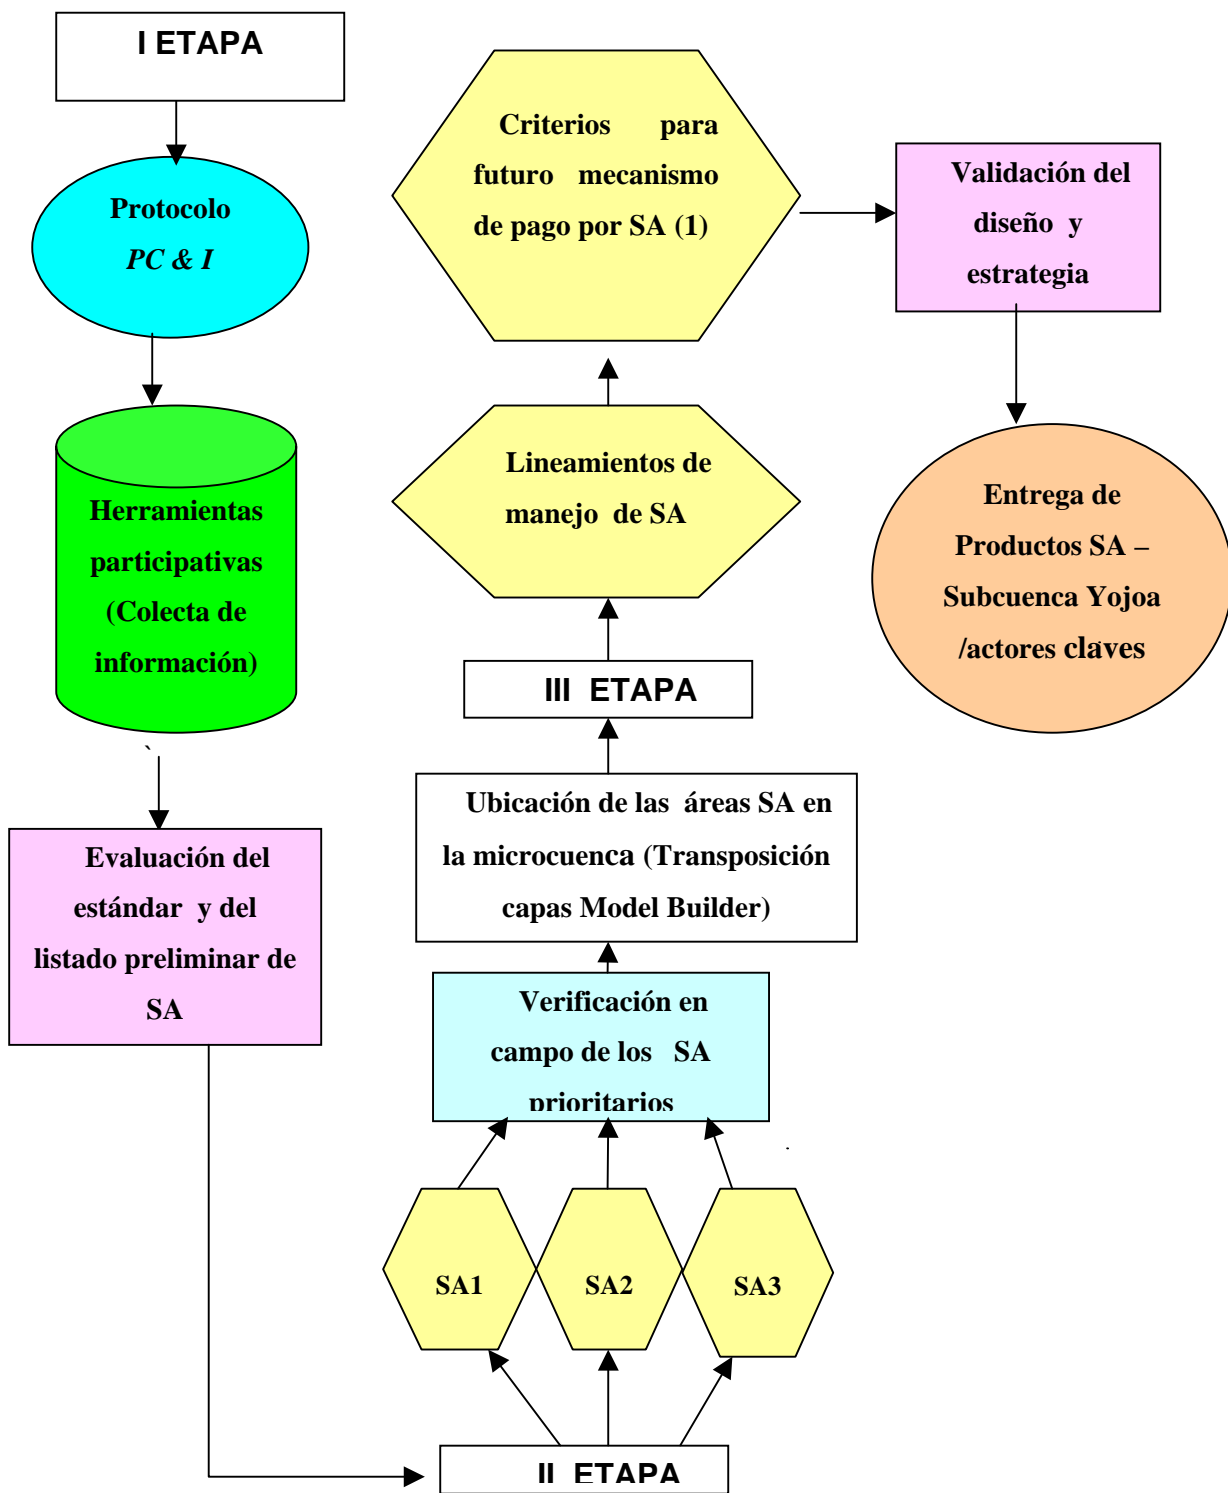 I ETAPA
Protocolo
PC & I
Herramientas
participativas
(Colecta de
información)
Evaluación del
estándar y del
listado preliminar de
SA
II ETAPA
SA1
SA2
SA3
Verificación en
campo de los SA
prioritarios
Ubicación de las áreas SA en
la microcuenca (Transposición
capas Model Builder)
III ETAPA
Lineamientos de
manejo de SA
Criterios para
futuro mecanismo
de pago por SA (1)
Validación del
diseño y
estrategia
Entrega de
Productos SA –
Subcuenca Yojoa
/actores claves